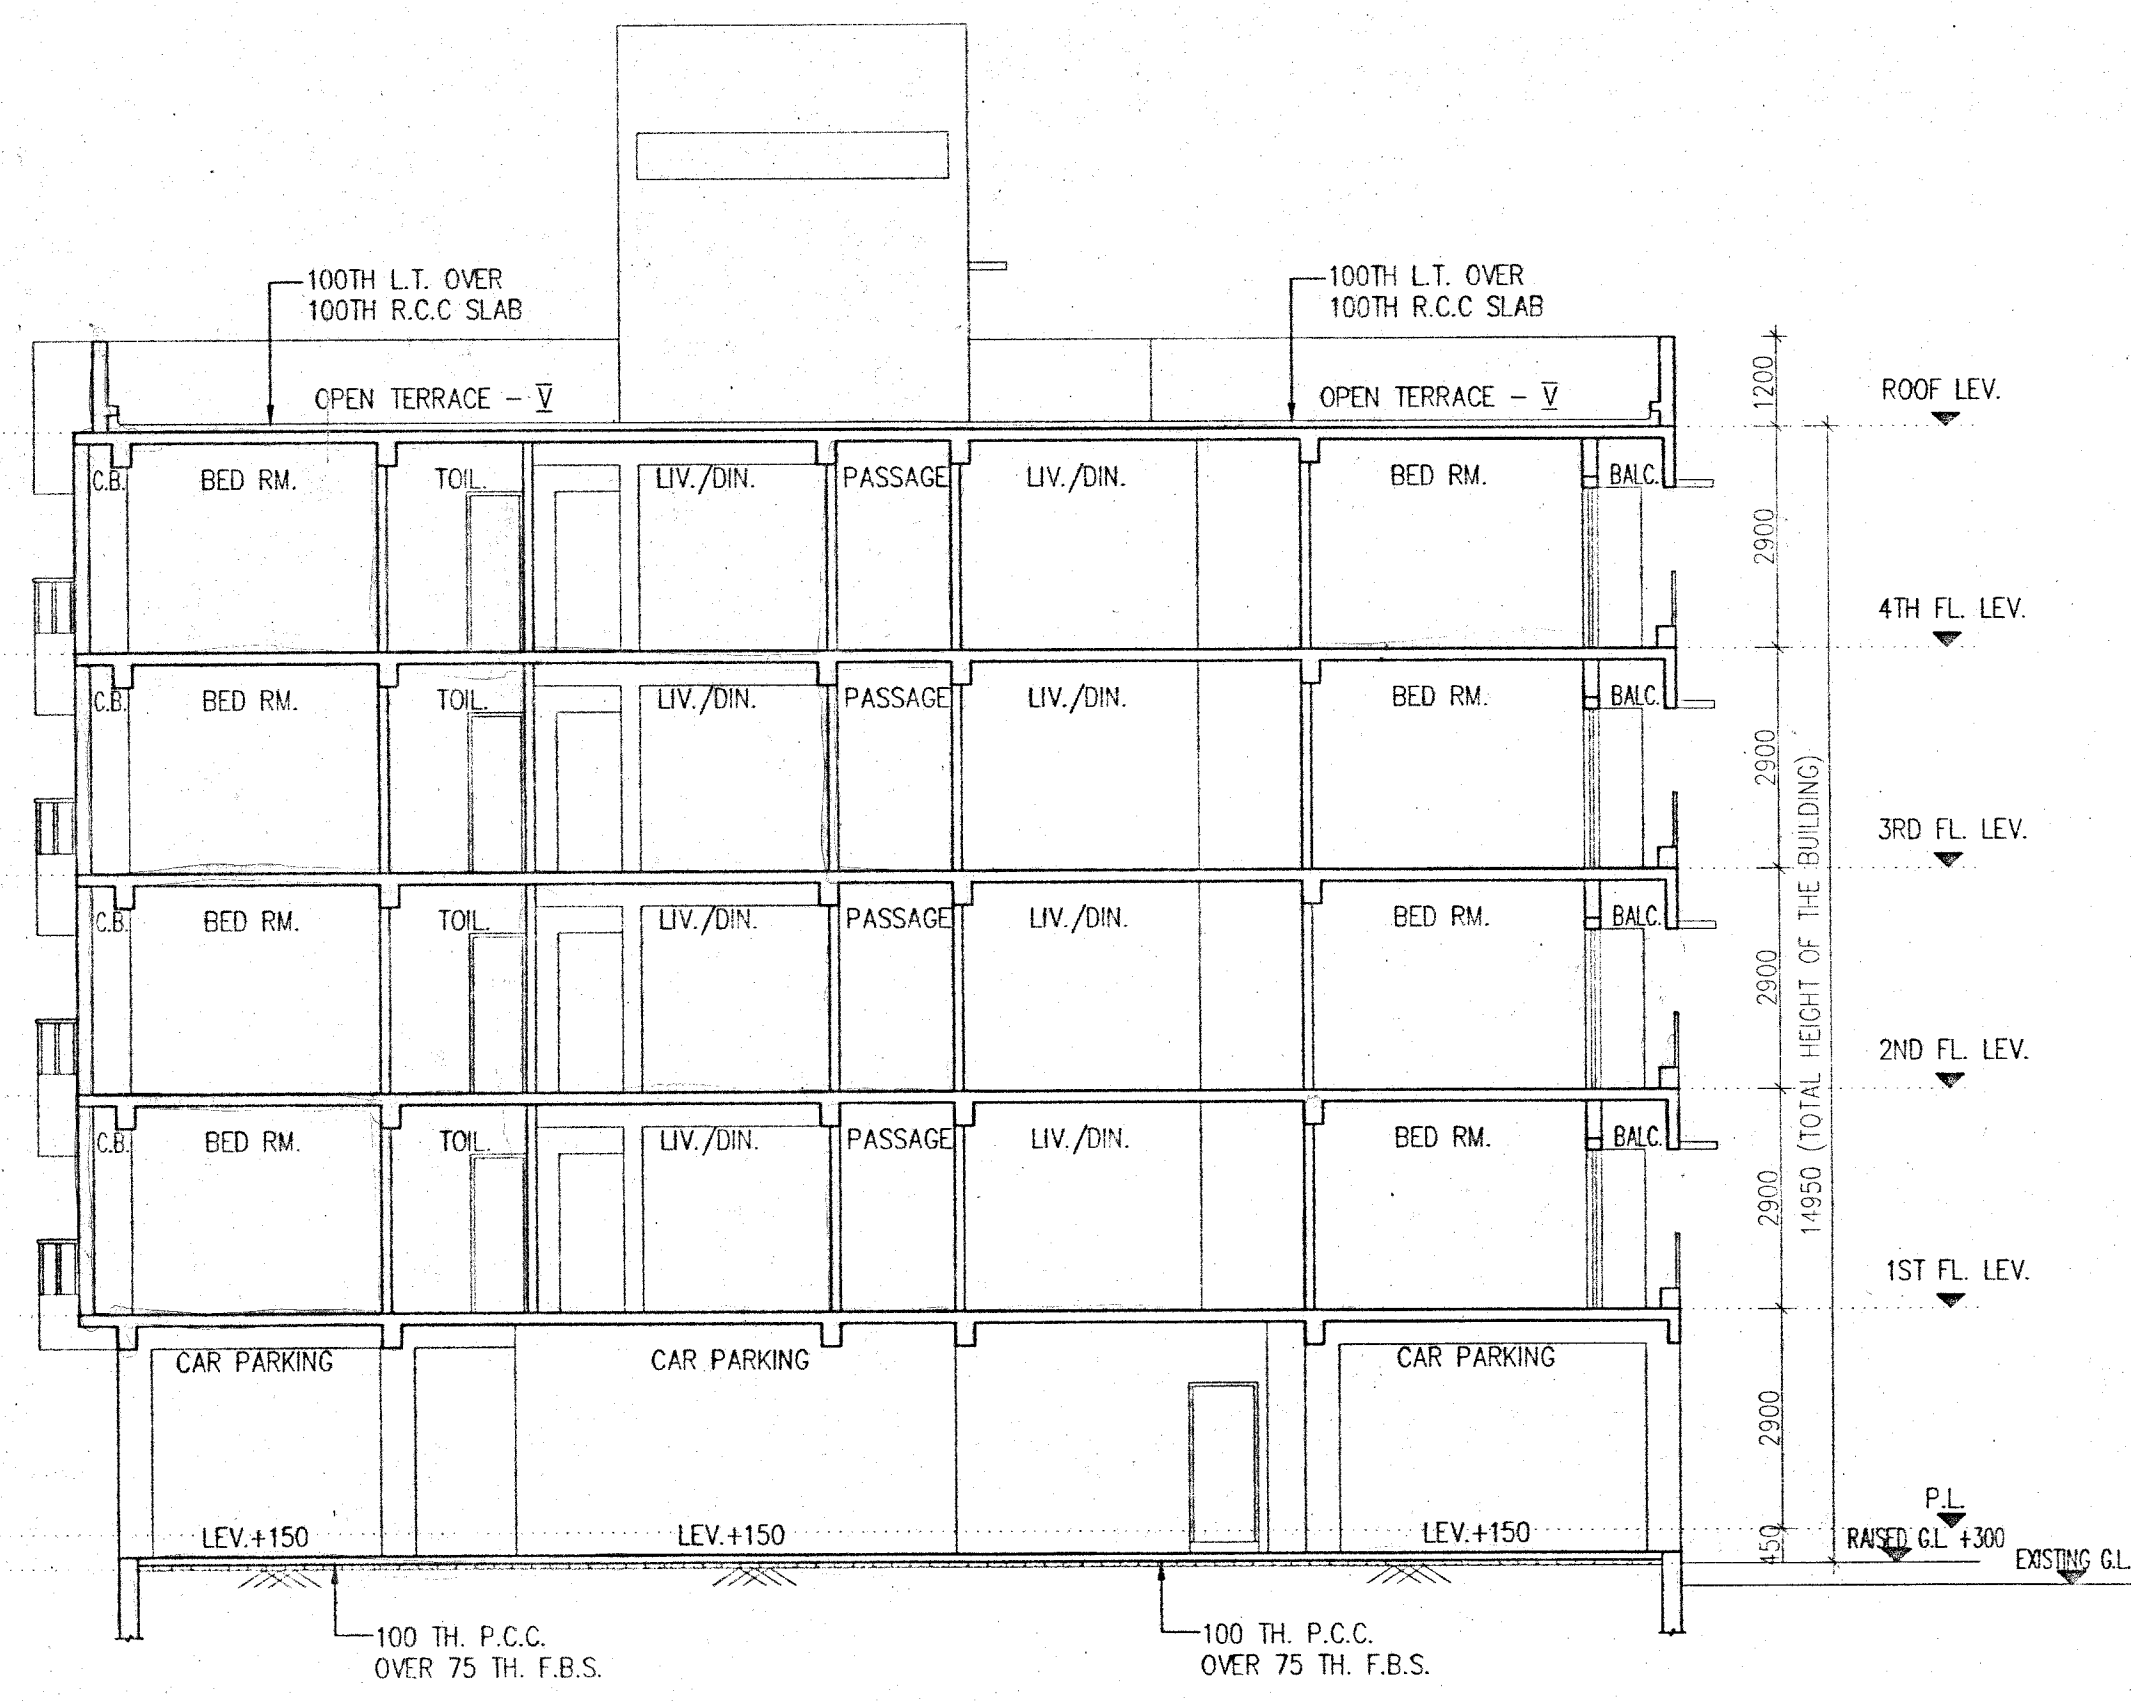 100TH L.T. OVER
100TH R.C.C SLAB
100TH L.T. OVER
100TH R.C.C SLAB
OPEN TERRACE - V
OPEN TERRACE - V
1200
ROOF LEV.
C.B. BED RM. TOIL. LIV./DIN. PASSAGE LIV./DIN. BED RM. BALC.
2900
4TH FL. LEV.
C.B. BED RM. TOIL. LIV./DIN. PASSAGE LIV./DIN. BED RM. BALC.
2900
3RD FL. LEV.
C.B. BED RM. TOIL. LIV./DIN. PASSAGE LIV./DIN. BED RM. BALC.
2900
2ND FL. LEV.
C.B. BED RM. TOIL. LIV./DIN. PASSAGE LIV./DIN. BED RM. BALC.
2900
14950 (TOTAL HEIGHT OF THE BUILDING)
1ST FL. LEV.
CAR PARKING CAR PARKING CAR PARKING
2900
P.L.
LEV.+150 LEV.+150 LEV.+150
450
RAISED G.L +300
EXISTING G.L.
100 TH. P.C.C.
OVER 75 TH. F.B.S.
100 TH. P.C.C.
OVER 75 TH. F.B.S.